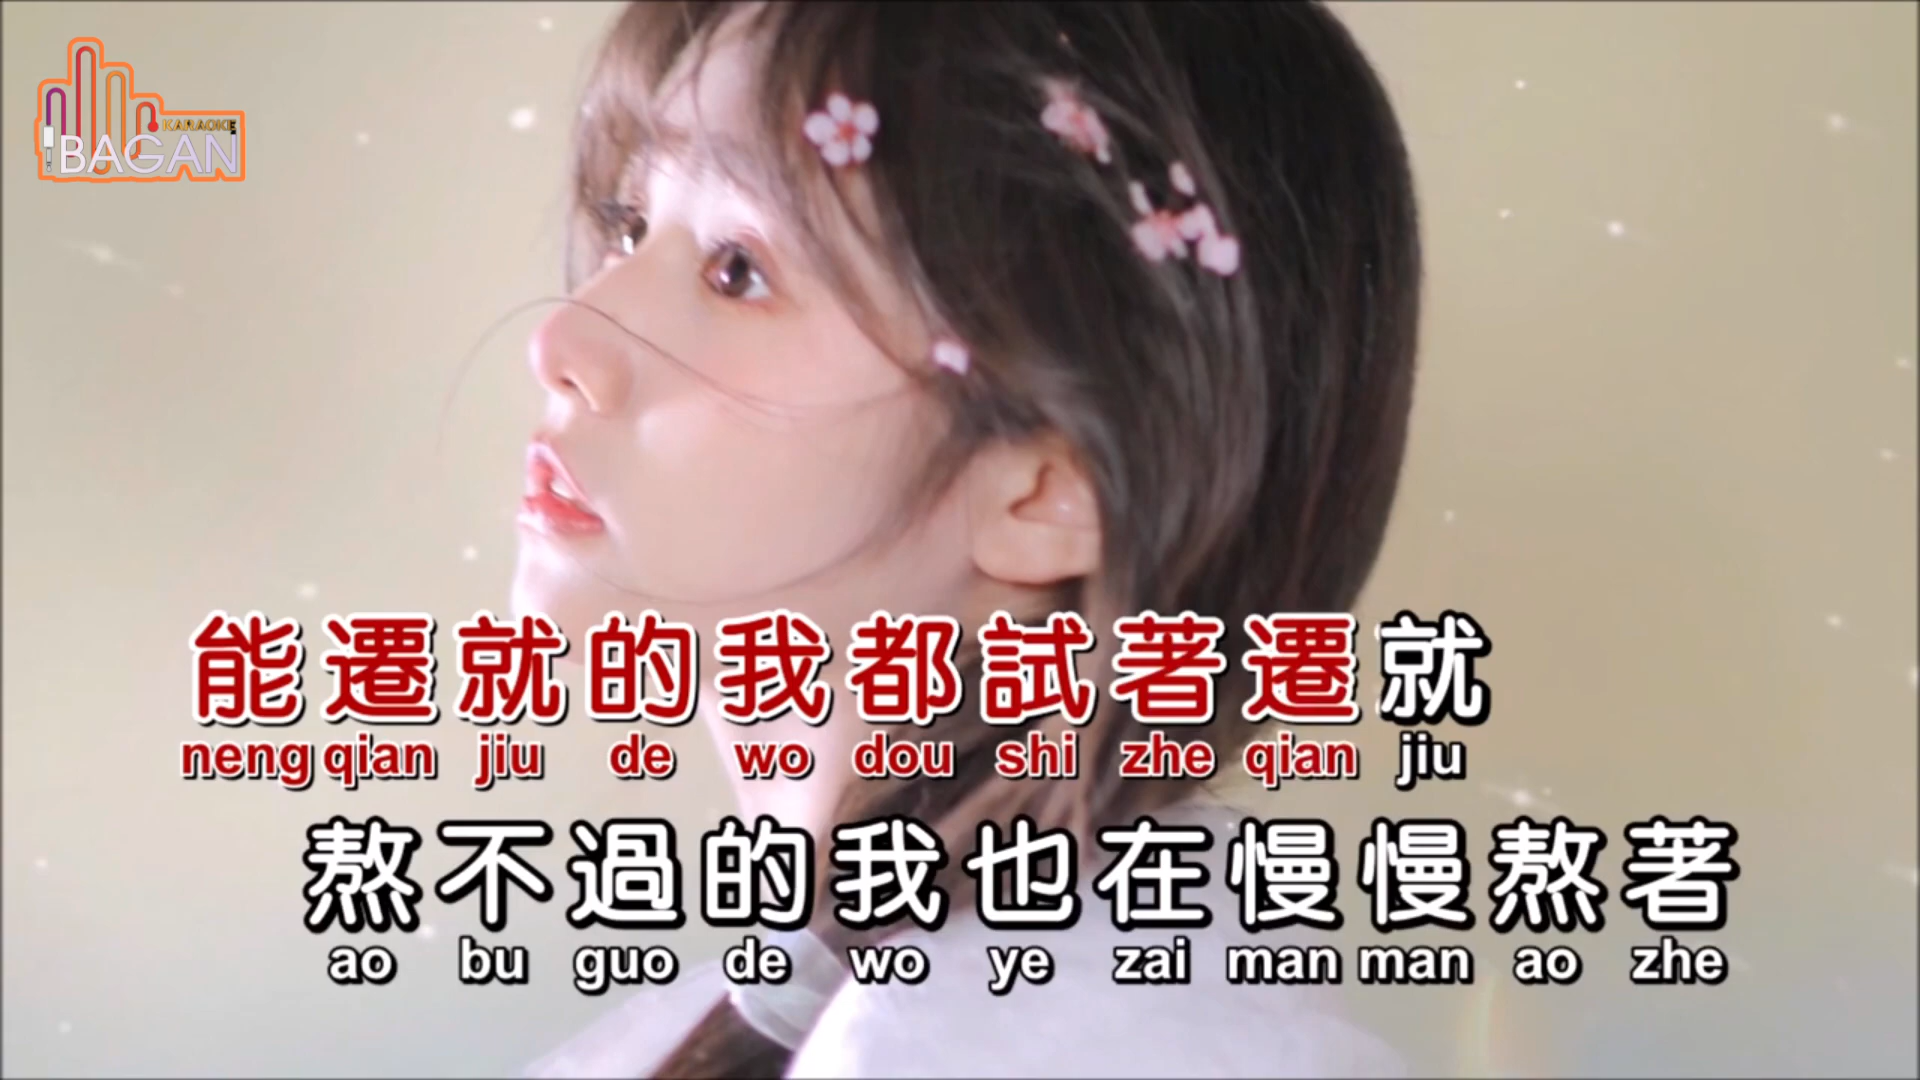 KARAOKE
BAGAN
能遷就的我都試著遷就
neng qian jiu de wo dou shi zhe qian jiu
熬不過的我也在慢慢熬著
ao bu guo de wo ye zai man man ao zhe